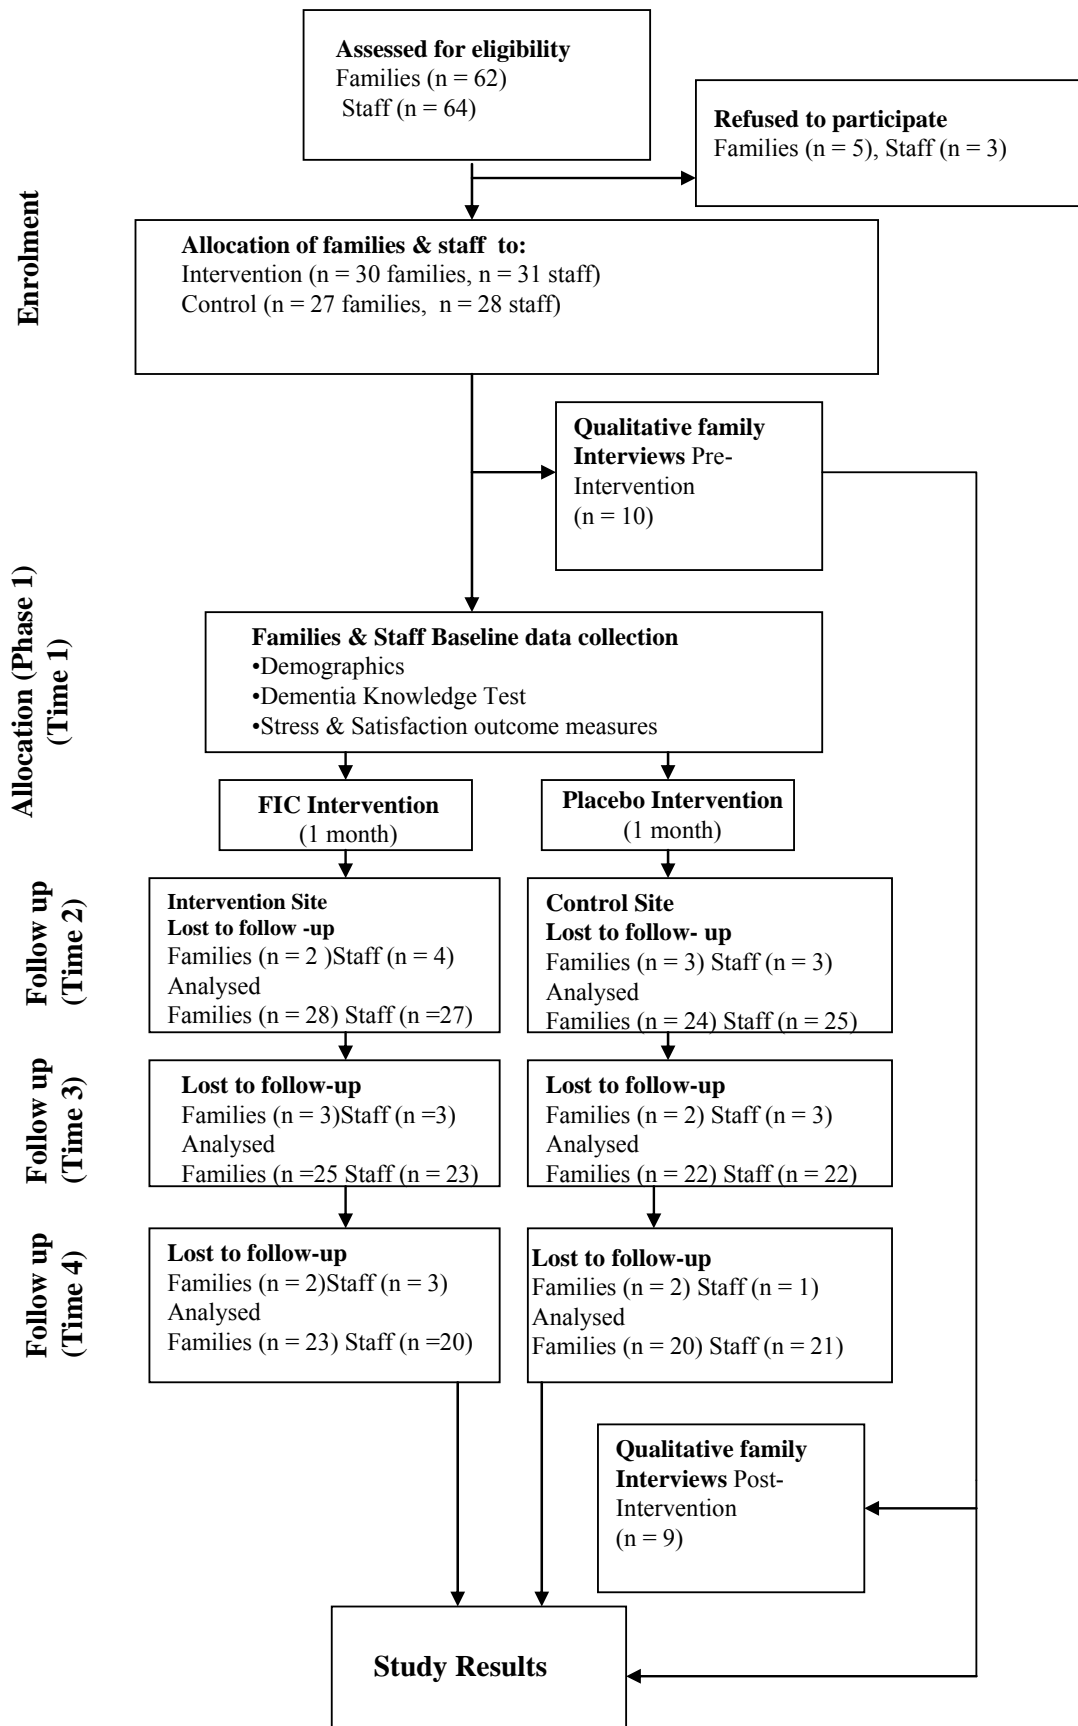 Assessed for eligibility
Families (n = 62)
Staff (n = 64)
Refused to participate
Families (n = 5), Staff (n = 3)
Enrolment
Allocation of families & staff to:
Intervention (n = 30 families, n = 31 staff)
Control (n = 27 families, n = 28 staff)
Qualitative family
Interviews Pre-
Intervention
(n = 10)
Allocation (Phase 1)
(Time 1)
Families & Staff Baseline data collection
•Demographics
•Dementia Knowledge Test
•Stress & Satisfaction outcome measures
FIC Intervention
(1 month)
Placebo Intervention
(1 month)
Follow up
(Time 2)
Intervention Site
Lost to follow -up
Families (n = 2 )Staff (n = 4)
Analysed
Families (n = 28) Staff (n =27)
Control Site
Lost to follow- up
Families (n = 3) Staff (n = 3)
Analysed
Families (n = 24) Staff (n = 25)
Follow up
(Time 3)
Lost to follow-up
Families (n = 3)Staff (n =3)
Analysed
Families (n =25 Staff (n = 23)
Lost to follow-up
Families (n = 2) Staff (n = 3)
Analysed
Families (n = 22) Staff (n = 22)
Follow up
(Time 4)
Lost to follow-up
Families (n = 2)Staff (n = 3)
Analysed
Families (n = 23) Staff (n =20)
Lost to follow-up
Families (n = 2) Staff (n = 1)
Analysed
Families (n = 20) Staff (n = 21)
Qualitative family
Interviews Post-
Intervention
(n = 9)
Study Results